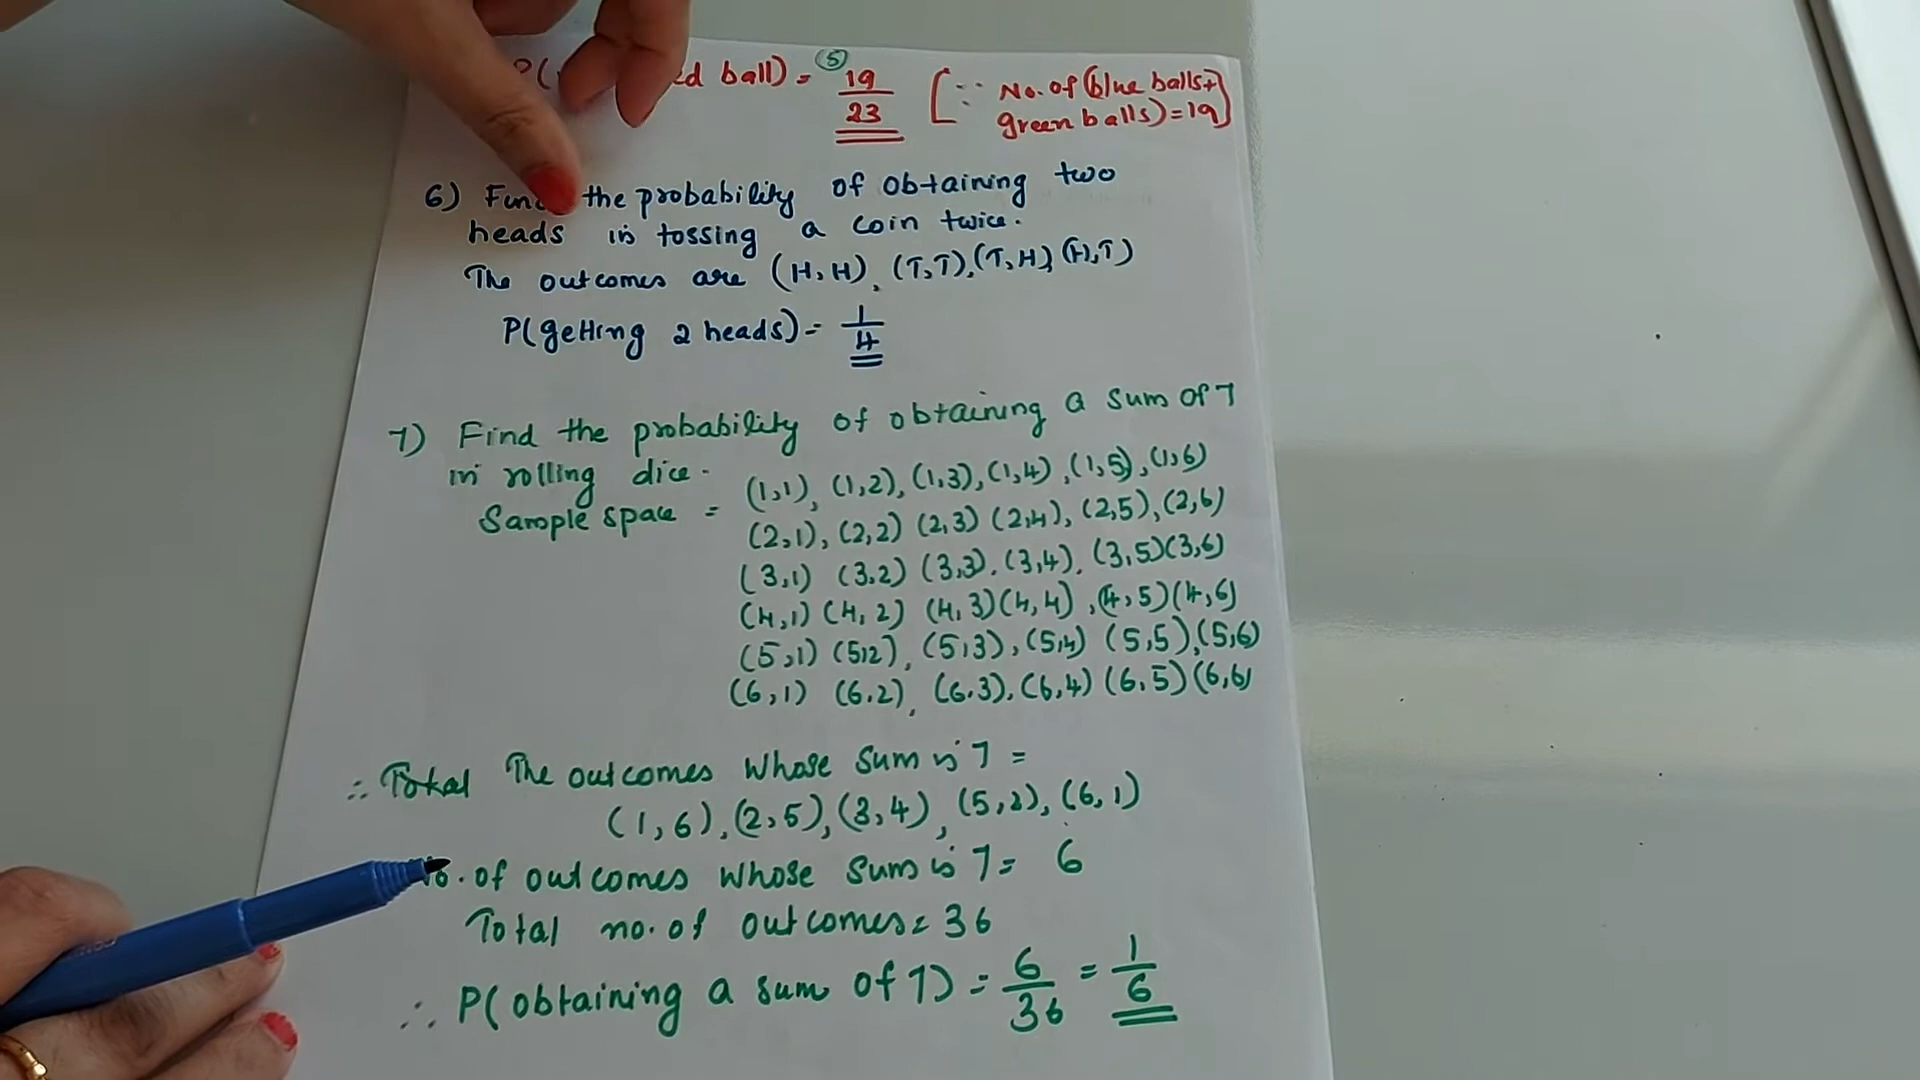 5
ed ball) = 19/23 [∵ No. of (blue balls + green balls) = 19]
6) Find the probability of obtaining two
heads in tossing a coin twice.
The outcomes are (H,H), (T,T), (T,H) (H,T)
P(getting 2 heads) = 1/4
7) Find the probability of obtaining a sum of 7
in rolling dice.
Sample space = (1,1), (1,2), (1,3), (1,4), (1,5), (1,6)
(2,1), (2,2) (2,3) (2,4), (2,5), (2,6)
(3,1) (3,2) (3,3), (3,4), (3,5) (3,6)
(4,1) (4,2) (4,3) (4,4), (4,5) (4,6)
(5,1) (5,2), (5,3), (5,4) (5,5), (5,6)
(6,1) (6,2), (6,3), (6,4) (6,5) (6,6)
∴ Total The outcomes whose sum is 7 =
(1,6), (2,5), (3,4), (5,2), (6,1)
No. of outcomes whose sum is 7 = 6
Total no. of outcomes = 36
∴ P(obtaining a sum of 7) = 6/36 = 1/6